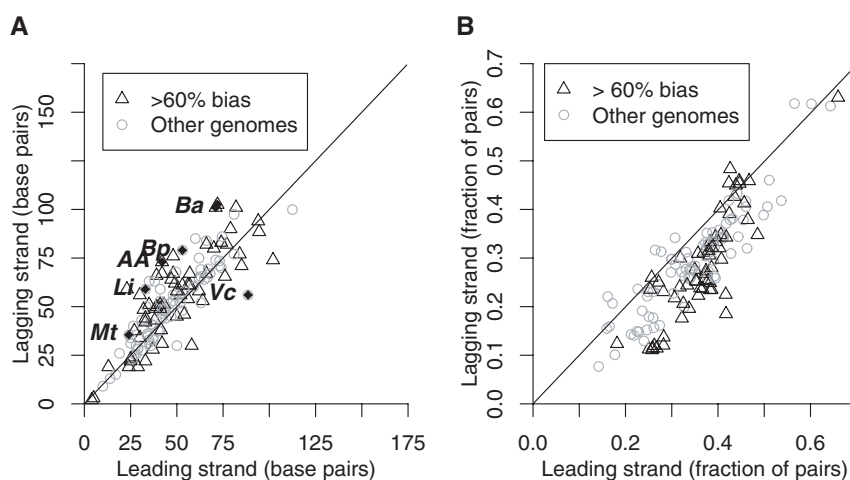 A
B
>60% bias
Other genomes
Ba
Bp
AA
Li
Vc
Mt
0
25
50
75
100
150
Lagging strand (base pairs)
0 25 50 75 125 175
Leading strand (base pairs)
> 60% bias
Other genomes
0.0
0.1
0.2
0.3
0.4
0.5
0.6
0.7
Lagging strand (fraction of pairs)
0.0 0.2 0.4 0.6
Leading strand (fraction of pairs)